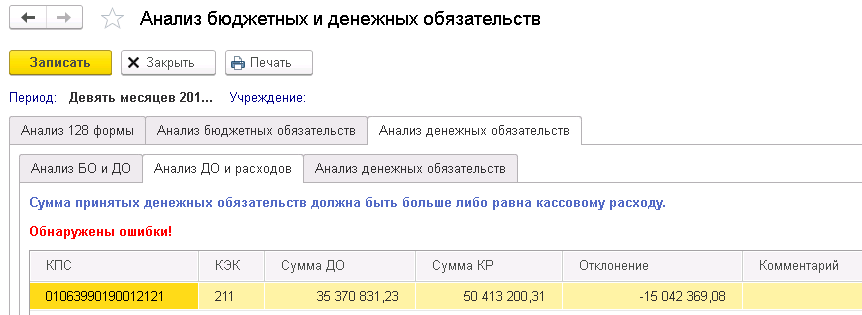 Анализ бюджетных и денежных обязательств
Записать Закрыть Печать
Период: Девять месяцев 201... Учреждение:
Анализ 128 формы Анализ бюджетных обязательств Анализ денежных обязательств
Анализ БО и ДО Анализ ДО и расходов Анализ денежных обязательств
Сумма принятых денежных обязательств должна быть больше либо равна кассовому расходу.
Обнаружены ошибки!
КПС КЭК Сумма ДО Сумма КР Отклонение Комментарий
01063990190012121 211 35 370 831,23 50 413 200,31 -15 042 369,08